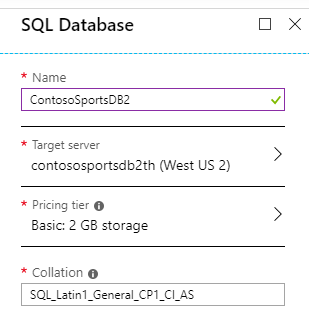 SQL Database
* Name
ContosoSportsDB2
* Target server
contososportsdb2th (West US 2)
* Pricing tier
Basic: 2 GB storage
* Collation
SQL_Latin1_General_CP1_CI_AS